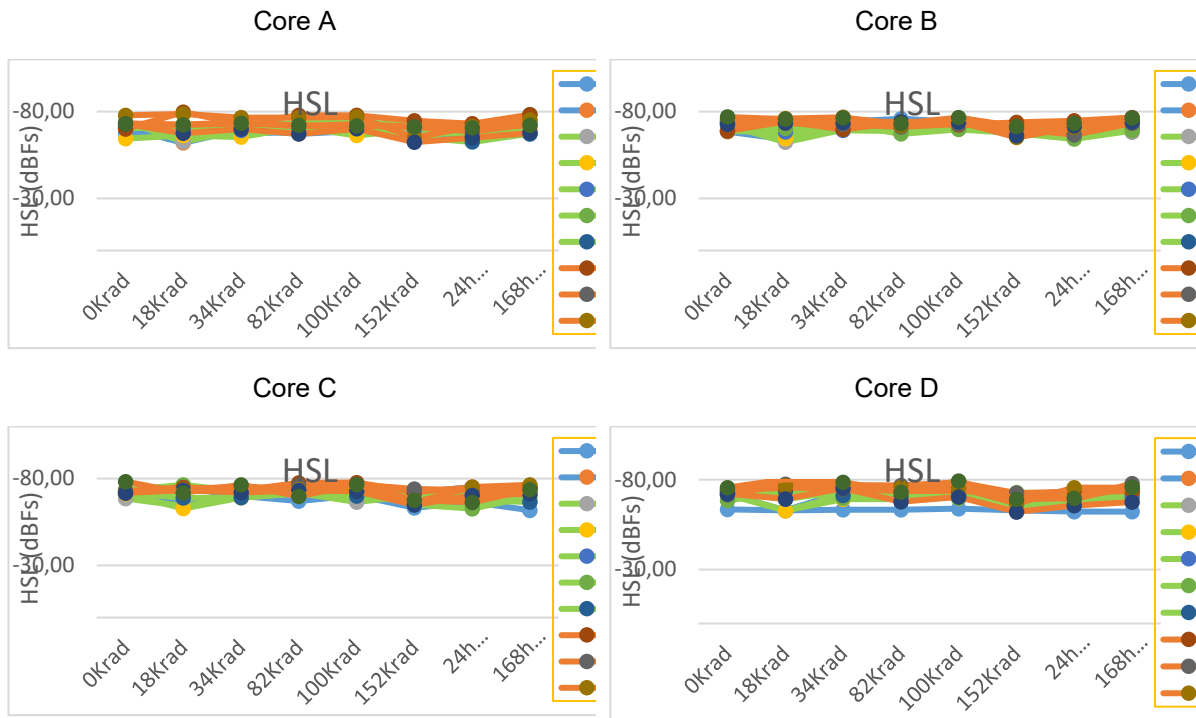 Core A
HSL
-80,00
-30,00
HSL (dBFs)
0Krad
18Krad
34Krad
82Krad
100Krad
152Krad
24h...
168h...
Core B
HSL
-80,00
-30,00
HSL (dBFs)
0Krad
18Krad
34Krad
82Krad
100Krad
152Krad
24h...
168h...
Core C
HSL
-80,00
-30,00
HSL (dBFs)
0Krad
18Krad
34Krad
82Krad
100Krad
152Krad
24h...
168h...
Core D
HSL
-80,00
-30,00
HSL (dBFs)
0Krad
18Krad
34Krad
82Krad
100Krad
152Krad
24h...
168h...